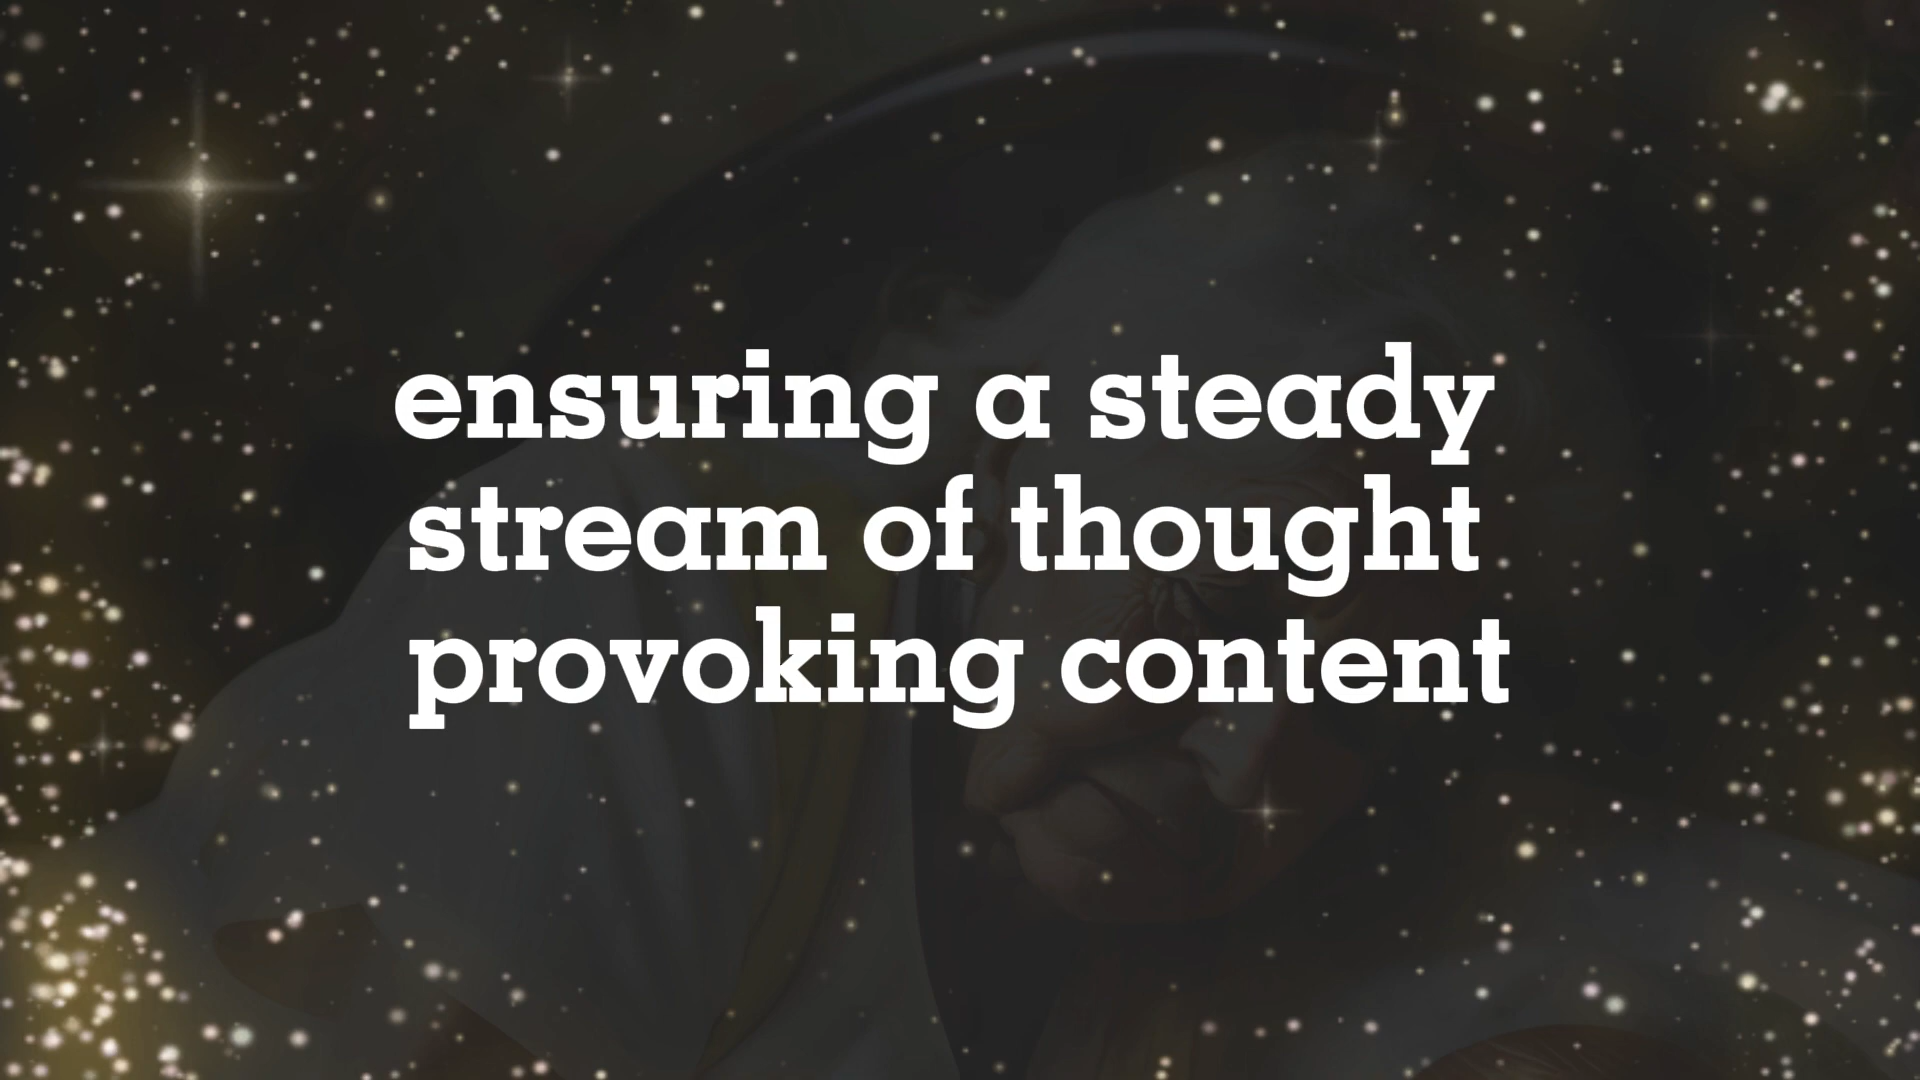 ensuring a steady
stream of thought
provoking content